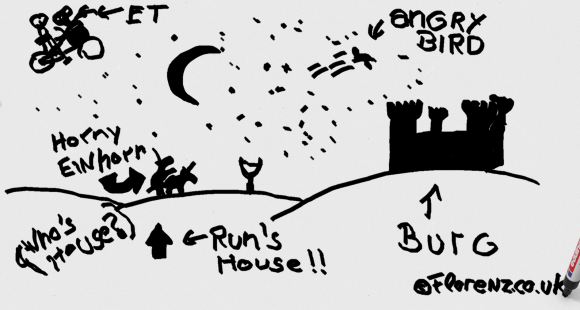 ET
ANGRY
BIRD
Horny
Einhorn
(Who's
House?)
Run's
House!!
Burg
@Florenz.co.uk